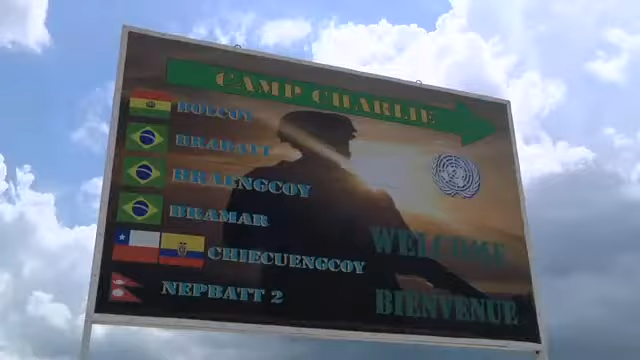 CAMP CHARLIE
BOLCOY
BRABATT
BRAENGCOY
BRAMAR
CHIECUENGCOY
NEPBATT 2
WELCOME
BIENVENUE